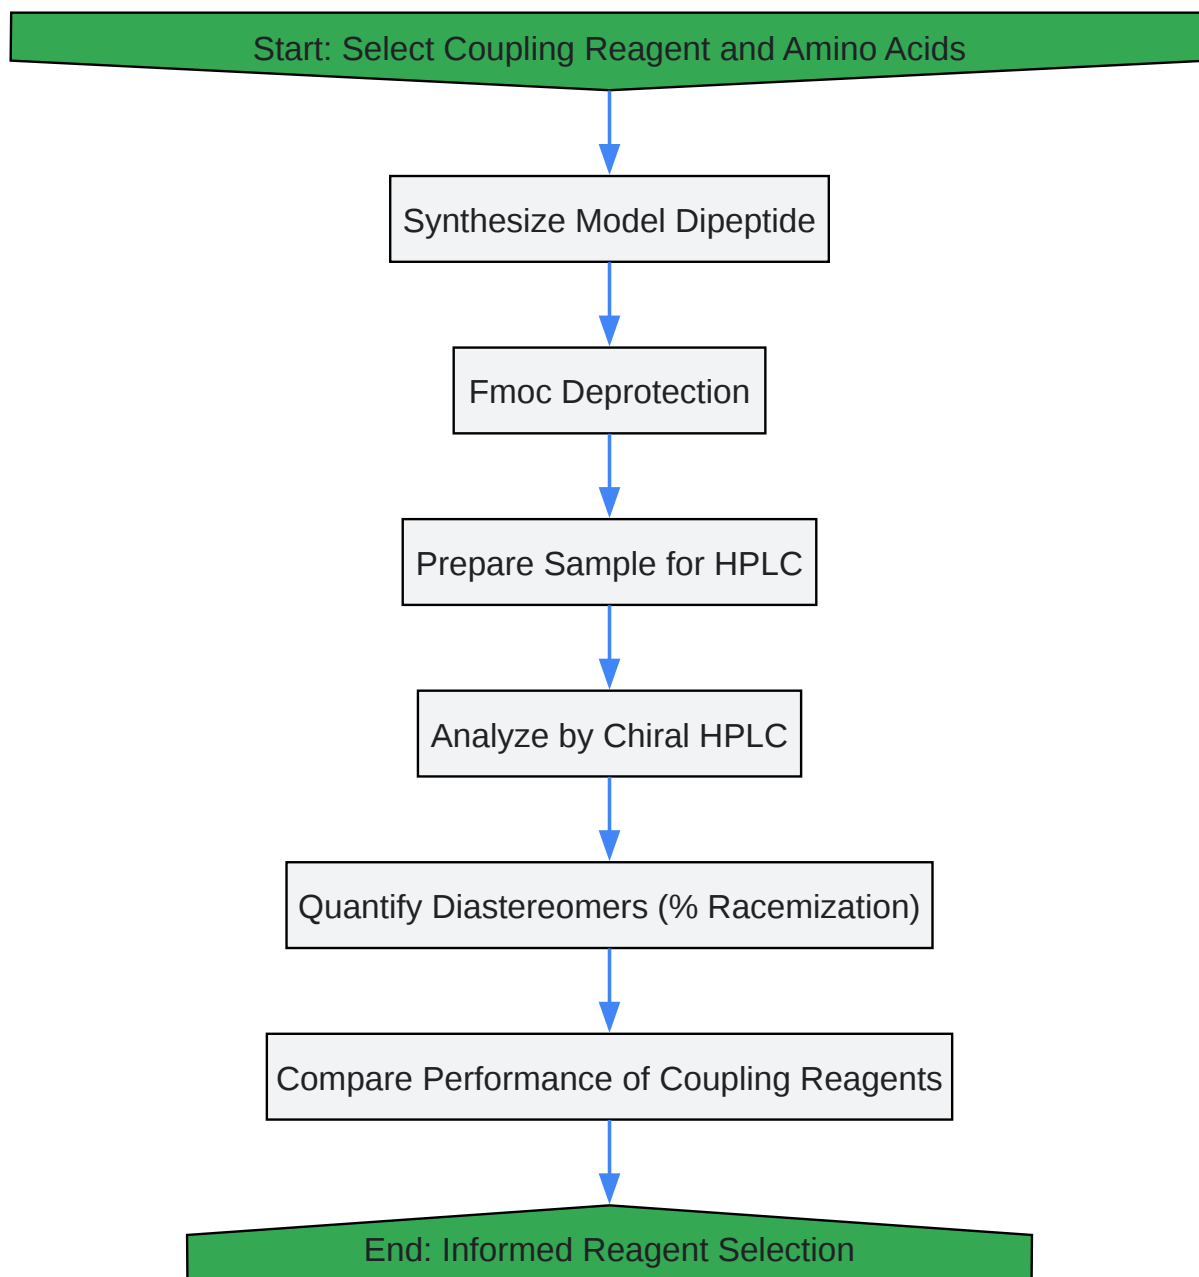 Start: Select Coupling Reagent and Amino Acids
Synthesize Model Dipeptide
Fmoc Deprotection
Prepare Sample for HPLC
Analyze by Chiral HPLC
Quantify Diastereomers (% Racemization)
Compare Performance of Coupling Reagents
End: Informed Reagent Selection